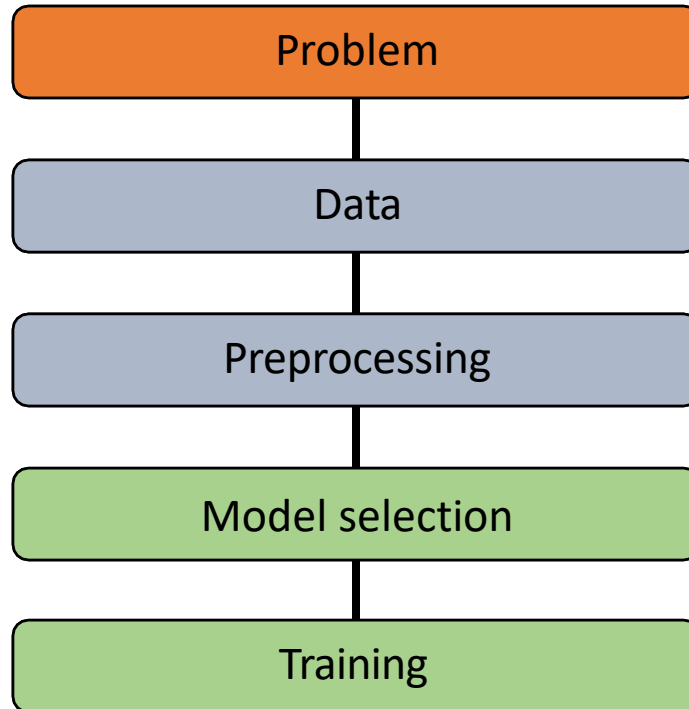 Problem
Data
Preprocessing
Model selection
Training